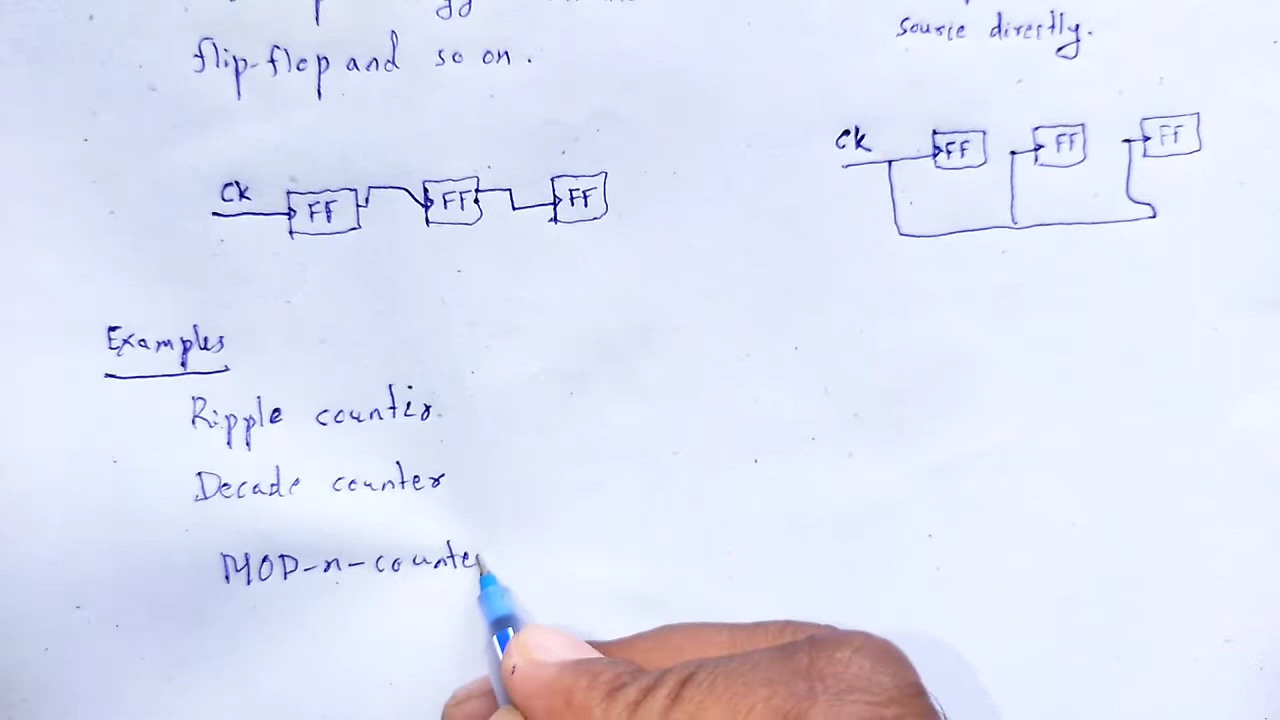 flip-flop and so on.
source directly.
CK FF FF FF
CK FF FF FF
Examples
Ripple counter
Decade counter
MOD-n-counte